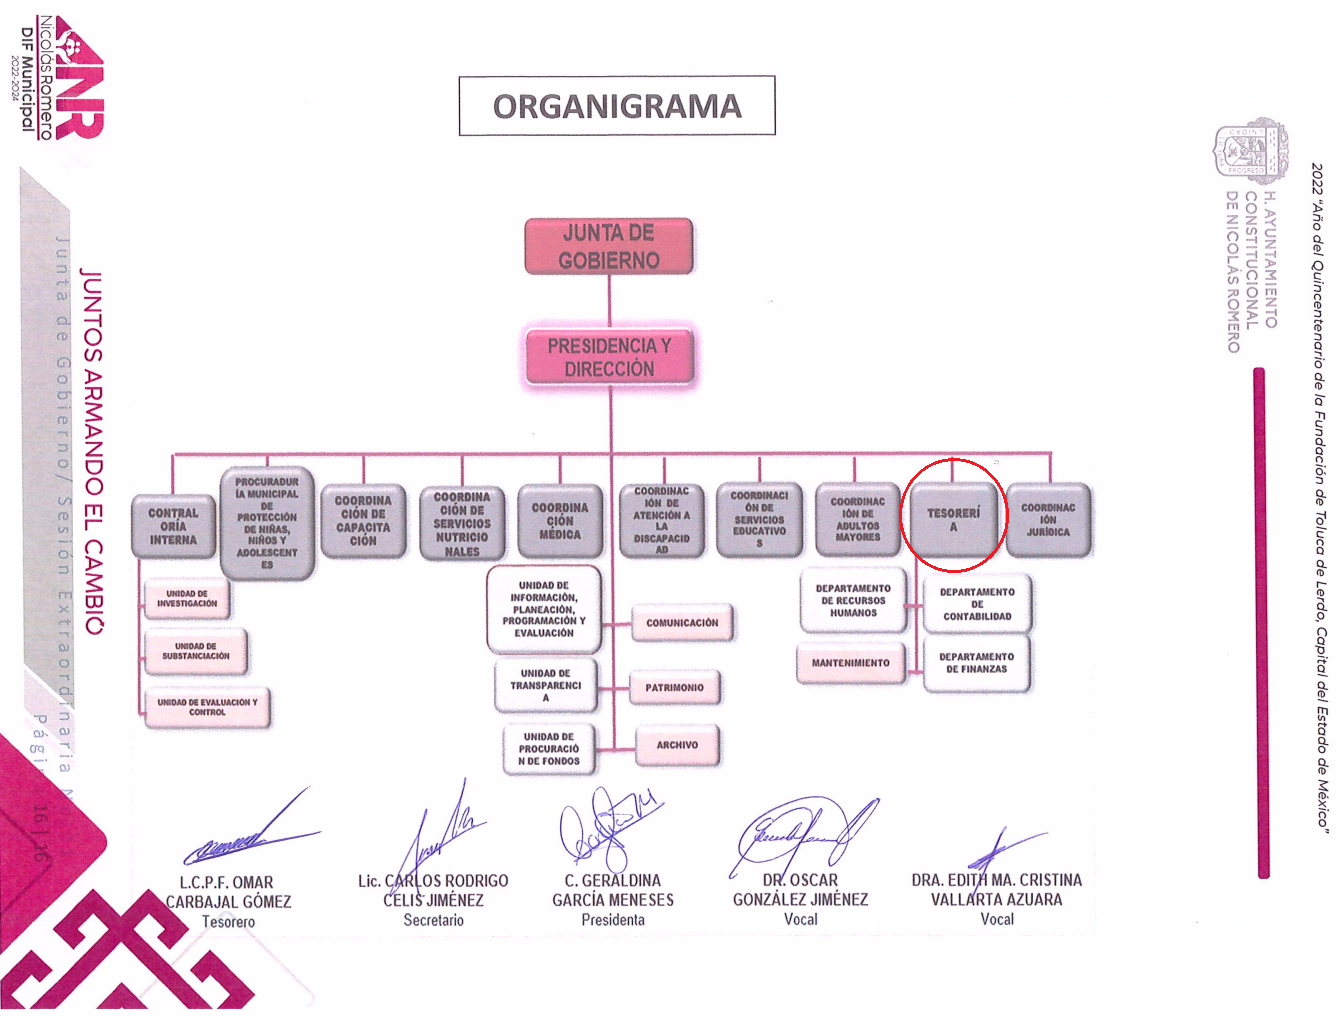 NR
Nicolás Romero
DIF Municipal
2022-2024
ORGANIGRAMA
H. AYUNTAMIENTO
CONSTITUCIONAL
DE NICOLÁS ROMERO
2022 "Año del Quincentenario de la Fundación de Toluca de Lerdo, Capital del Estado de México"
JUNTOS ARMANDO EL CAMBIO
Junta de Gobierno/ Sesión Extraordinaria
Pági
16 | 16
JUNTA DE
GOBIERNO
PRESIDENCIA Y
DIRECCIÓN
CONTRAL
ORÍA
INTERNA
PROCURADUR
ÍA MUNICIPAL
DE
PROTECCIÓN
DE NIÑAS,
NIÑOS Y
ADOLESCENT
ES
COORDINA
CIÓN DE
CAPACITA
CIÓN
COORDINA
CIÓN DE
SERVICIOS
NUTRICIO
NALES
COORDINA
CIÓN
MÉDICA
COORDINAC
IÓN DE
ATENCIÓN A
LA
DISCAPACID
AD
COORDINACI
ÓN DE
SERVICIOS
EDUCATIVO
S
COORDINAC
IÓN DE
ADULTOS
MAYORES
TESORERÍ
A
COORDINAC
IÓN
JURÍDICA
UNIDAD DE
INVESTIGACIÓN
UNIDAD DE
SUBSTANCIACIÓN
UNIDAD DE EVALUACIÓN Y
CONTROL
UNIDAD DE
INFORMACIÓN,
PLANEACIÓN,
PROGRAMACIÓN Y
EVALUACIÓN
COMUNICACIÓN
UNIDAD DE
TRANSPARENCI
A
PATRIMONIO
UNIDAD DE
PROCURACIÓ
N DE FONDOS
ARCHIVO
DEPARTAMENTO
DE RECURSOS
HUMANOS
DEPARTAMENTO
DE
CONTABILIDAD
MANTENIMIENTO
DEPARTAMENTO
DE FINANZAS
L.C.P.F. OMAR
CARBAJAL GÓMEZ
Tesorero
Lic. CARLOS RODRIGO
CELIS JIMÉNEZ
Secretario
C. GERALDINA
GARCÍA MENESES
Presidenta
DR. OSCAR
GONZÁLEZ JIMÉNEZ
Vocal
DRA. EDITH MA. CRISTINA
VALLARTA AZUARA
Vocal